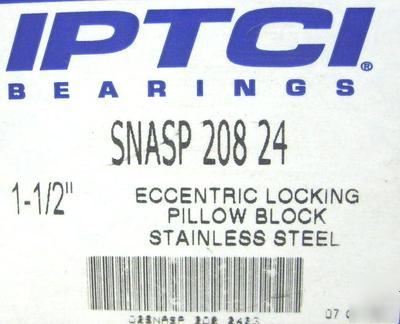 IPTCI®
BEARINGS
SNASP 208 24
1-1/2"
ECCENTRIC LOCKING
PILLOW BLOCK
STAINLESS STEEL